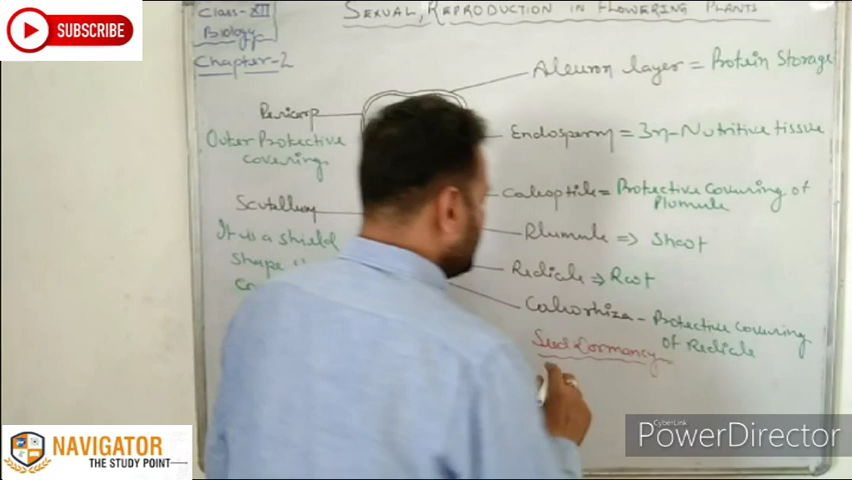 SUBSCRIBE
Class-XII
Biology
Chapter-2
SEXUAL REPRODUCTION IN FLOWERING PLANTS
Aleuron layer = Protein Storage
Pericarp
Outer Protective
covering
Endosperm = 3n-Nutritive tissue
Coleoptile = Protective Covering of
Plumule
Scutellum
It is a shield
shape
Plumule => Shoot
Redicle => Root
Coleorhiza - Protective Covering
of Redicle
Seed Dormancy
CyberLink
PowerDirector
NAVIGATOR
THE STUDY POINT